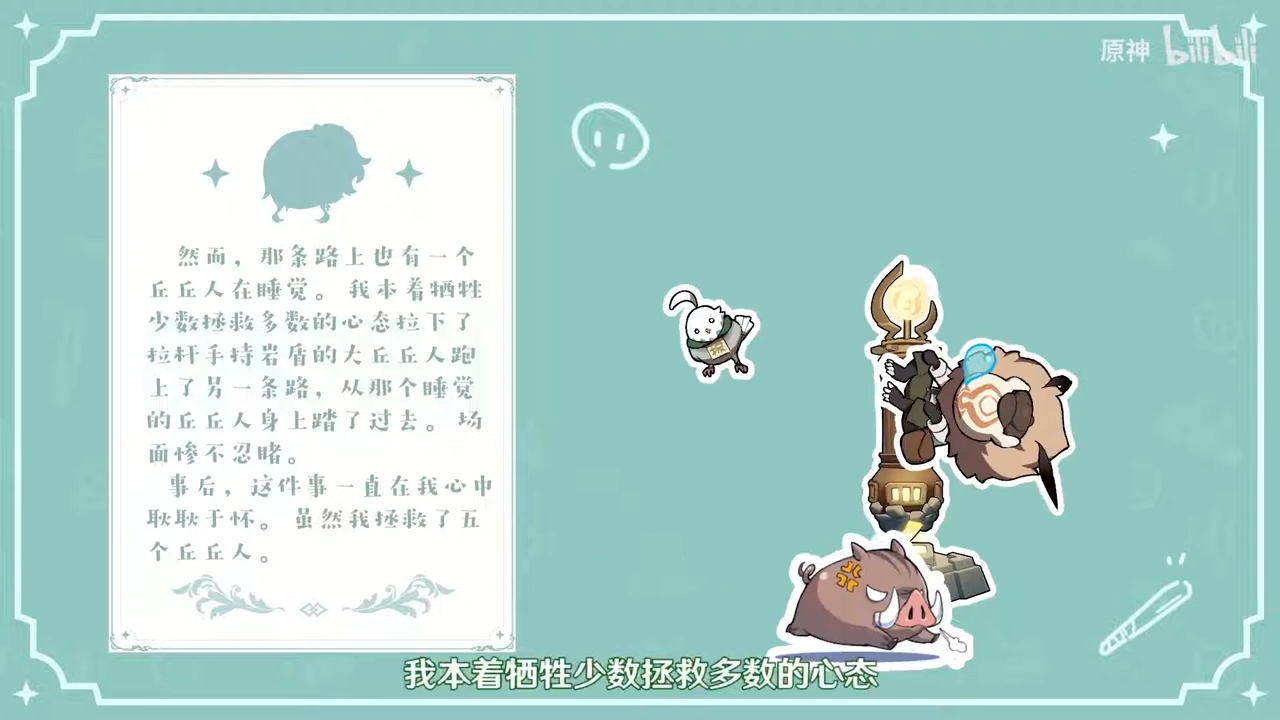 原神 bilibili
然而，那条路上也有一个
丘丘人在睡觉。我本着牺牲
少数拯救多数的心态拉下了
拉杆手持岩盾的大丘丘人跑
上了另一条路，从那个睡觉
的丘丘人身上踏了过去。场
面惨不忍睹。
事后，这件事一直在我心中
耿耿于怀。虽然我拯救了五
个丘丘人。
我本着牺牲少数拯救多数的心态